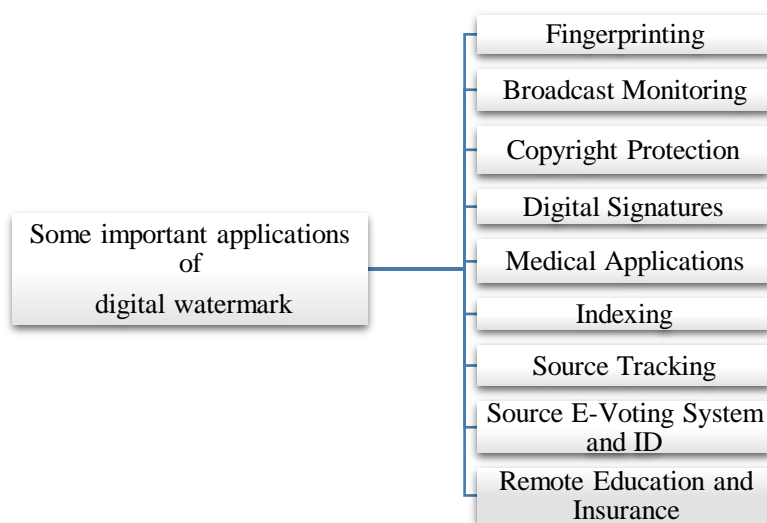 Fingerprinting
Broadcast Monitoring
Copyright Protection
Digital Signatures
Some important applications
of
digital watermark
Medical Applications
Indexing
Source Tracking
Source E-Voting System
and ID
Remote Education and
Insurance